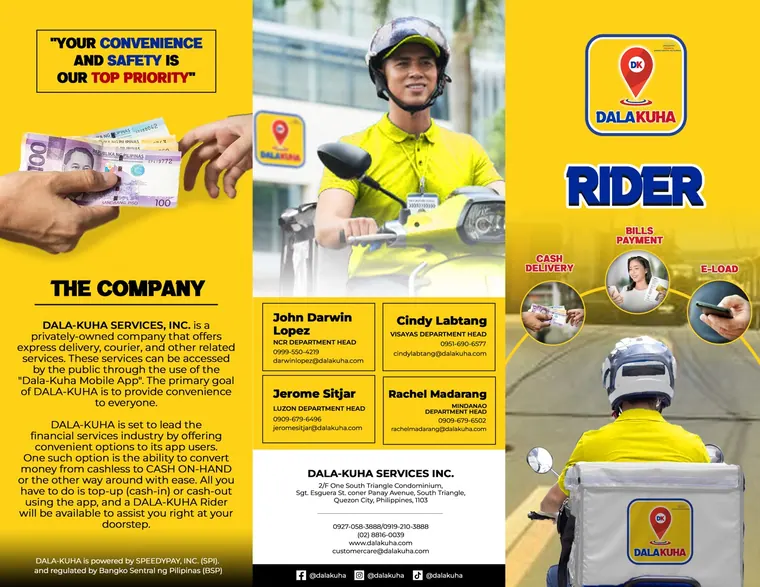 "YOUR CONVENIENCE
AND SAFETY IS
OUR TOP PRIORITY"
100
100
THE COMPANY
DALA-KUHA SERVICES, INC. is a
privately-owned company that offers
express delivery, courier, and other related
services. These services can be accessed
by the public through the use of the
"Dala-Kuha Mobile App". The primary goal
of DALA-KUHA is to provide convenience
to everyone.
DALA-KUHA is set to lead the
financial services industry by offering
convenient options to its app users.
One such option is the ability to convert
money from cashless to CASH ON-HAND
or the other way around with ease. All you
have to do is top-up (cash-in) or cash-out
using the app, and a DALA-KUHA Rider
will be available to assist you right at your
doorstep.
DALA-KUHA is powered by SPEEDYPAY, INC. (SPI),
and regulated by Bangko Sentral ng Pilipinas (BSP)
DALAKUHA
John Darwin
Lopez
NCR DEPARTMENT HEAD
0999-550-4219
darwinlopez@dalakuha.com
Cindy Labtang
VISAYAS DEPARTMENT HEAD
0951-690-6577
cindylabtang@dalakuha.com
Jerome Sitjar
LUZON DEPARTMENT HEAD
0909-679-6496
jeromesitjar@dalakuha.com
Rachel Madarang
MINDANAO
DEPARTMENT HEAD
0909-679-6502
rachelmadarang@dalakuha.com
DALA-KUHA SERVICES INC.
2/F One South Triangle Condominium,
Sgt. Esguera St. coner Panay Avenue, South Triangle,
Quezon City, Philippines, 1103
0927-058-3888/0919-210-3888
(02) 8816-0039
www.dalakuha.com
customercare@dalakuha.com
@dalakuha @dalakuha @dalakuha
DK
DALAKUHA
RIDER
CASH
DELIVERY
BILLS
PAYMENT
E-LOAD
DALAKUHA